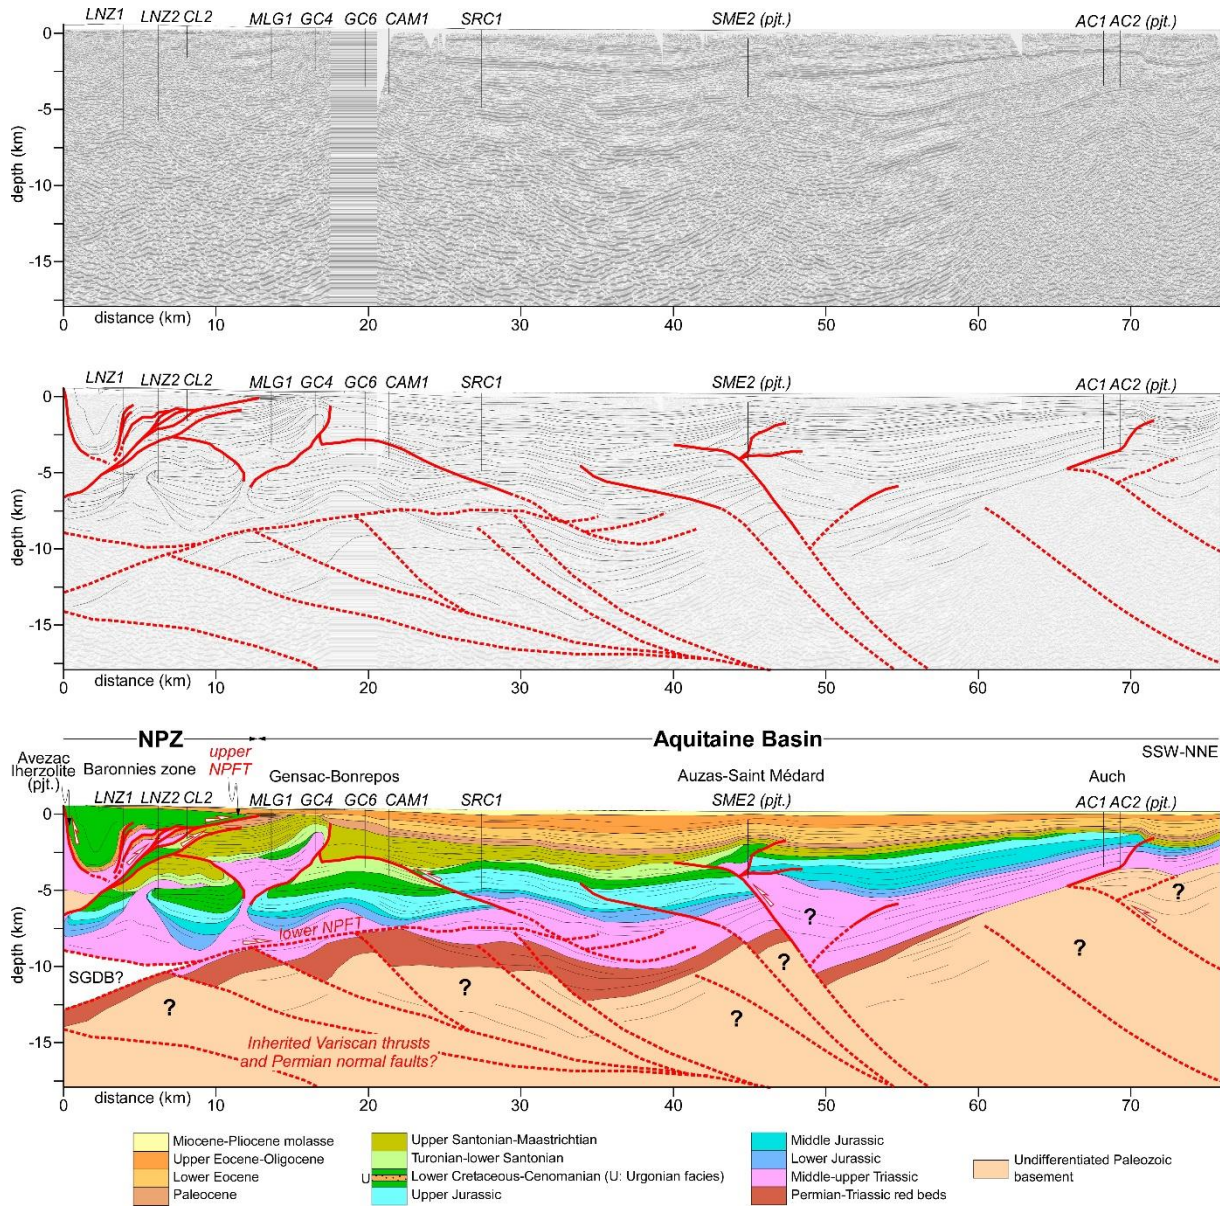 LNZ1 LNZ2 CL2 MLG1 GC4 GC6 CAM1 SRC1 SME2 (pjt.) AC1 AC2 (pjt.)
0
-5
depth (km)
-10
-15
0 distance (km) 10 20 30 40 50 60 70
LNZ1 LNZ2 CL2 MLG1 GC4 GC6 CAM1 SRC1 SME2 (pjt.) AC1 AC2 (pjt.)
0
-5
depth (km)
-10
-15
0 distance (km) 10 20 30 40 50 60 70
NPZ Aquitaine Basin
Avezac lherzolite (pjt.) Baronnies zone upper NPFT Gensac-Bonrepos Auzas-Saint Médard Auch SSW-NNE
LNZ1 LNZ2 CL2 MLG1 GC4 GC6 CAM1 SRC1 SME2 (pjt.) AC1 AC2 (pjt.)
0
-5
?
?
lower NPFT
depth (km)
-10
SGDB?
?
?
?
?
?
-15
Inherited Variscan thrusts
and Permian normal faults?
0 distance (km) 10 20 30 40 50 60 70
Miocene-Pliocene molasse
Upper Eocene-Oligocene
Lower Eocene
Paleocene
Upper Santonian-Maastrichtian
Turonian-lower Santonian
U Lower Cretaceous-Cenomanian (U: Urgonian facies)
Upper Jurassic
Middle Jurassic
Lower Jurassic
Middle-upper Triassic
Permian-Triassic red beds
Undifferentiated Paleozoic
basement